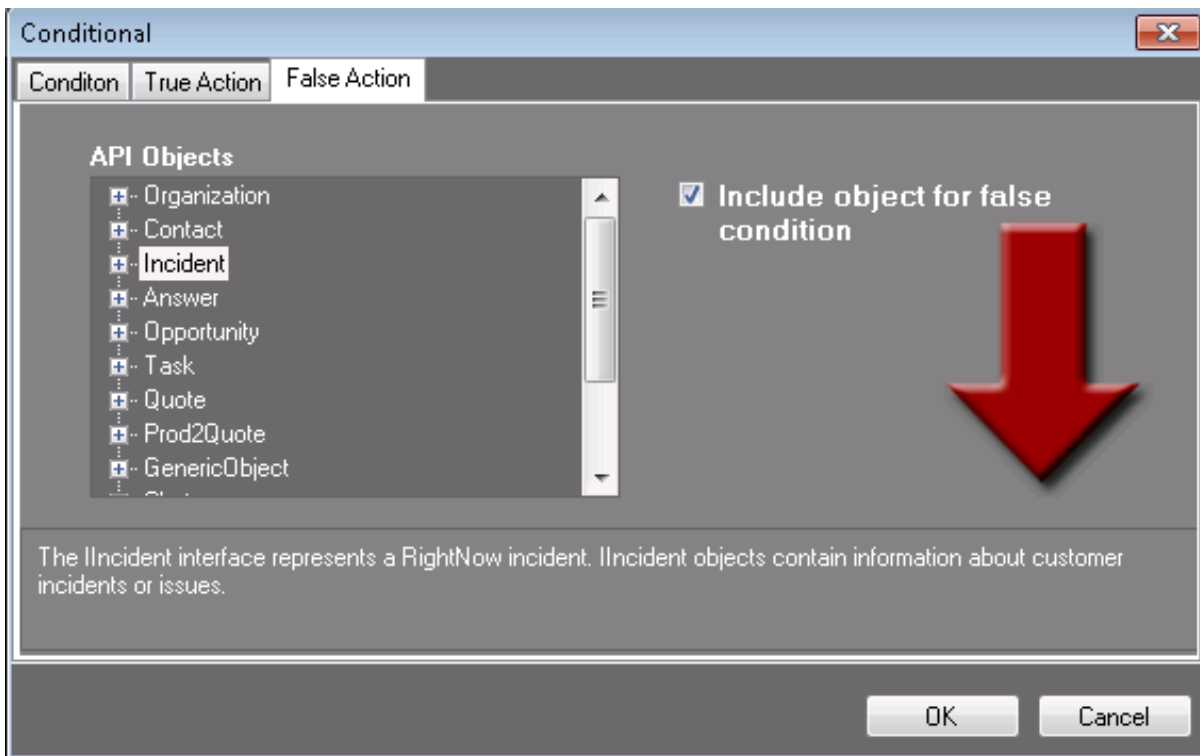 Conditional
Conditon
True Action
False Action
API Objects
Organization
Contact
Incident
Answer
Opportunity
Task
Quote
Prod2Quote
GenericObject
Include object for false
condition
The IIncident interface represents a RightNow incident. IIncident objects contain information about customer
incidents or issues.
OK
Cancel